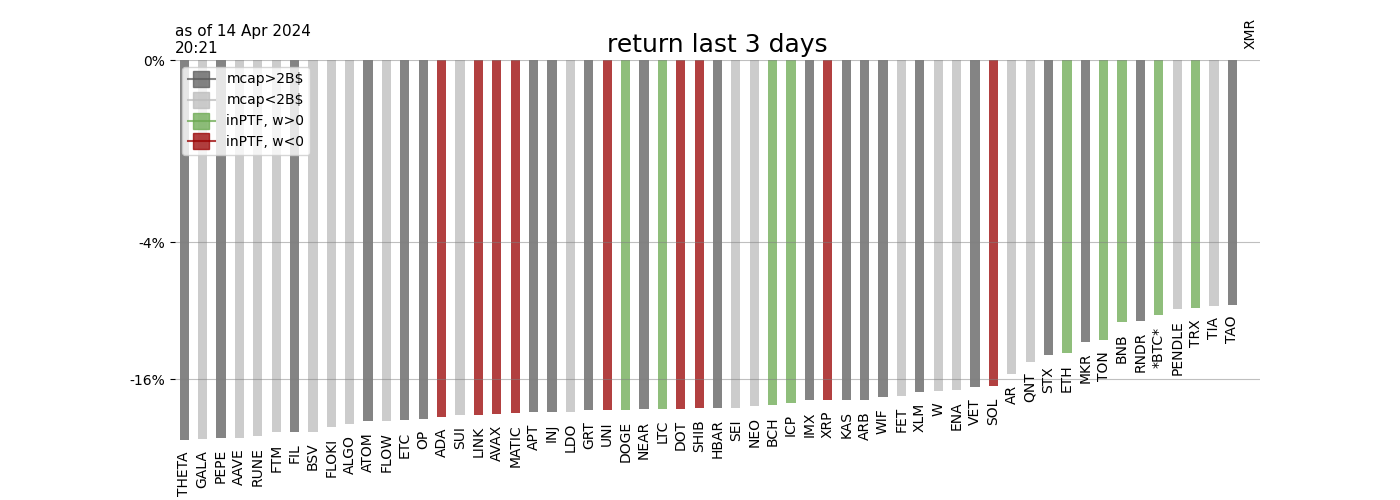 as of 14 Apr 2024
20:21
return last 3 days
XMR
0%
-4%
-16%
mcap>2B$
mcap<2B$
inPTF, w>0
inPTF, w<0
THETA
GALA
PEPE
AAVE
RUNE
FTM
FIL
BSV
FLOKI
ALGO
ATOM
FLOW
ETC
OP
ADA
SUI
LINK
AVAX
MATIC
APT
INJ
LDO
GRT
UNI
DOGE
NEAR
LTC
DOT
SHIB
HBAR
SEI
NEO
BCH
ICP
IMX
XRP
KAS
ARB
WIF
FET
XLM
W
ENA
VET
SOL
AR
QNT
STX
ETH
MKR
TON
BNB
RNDR
*BTC*
PENDLE
TRX
TIA
TAO